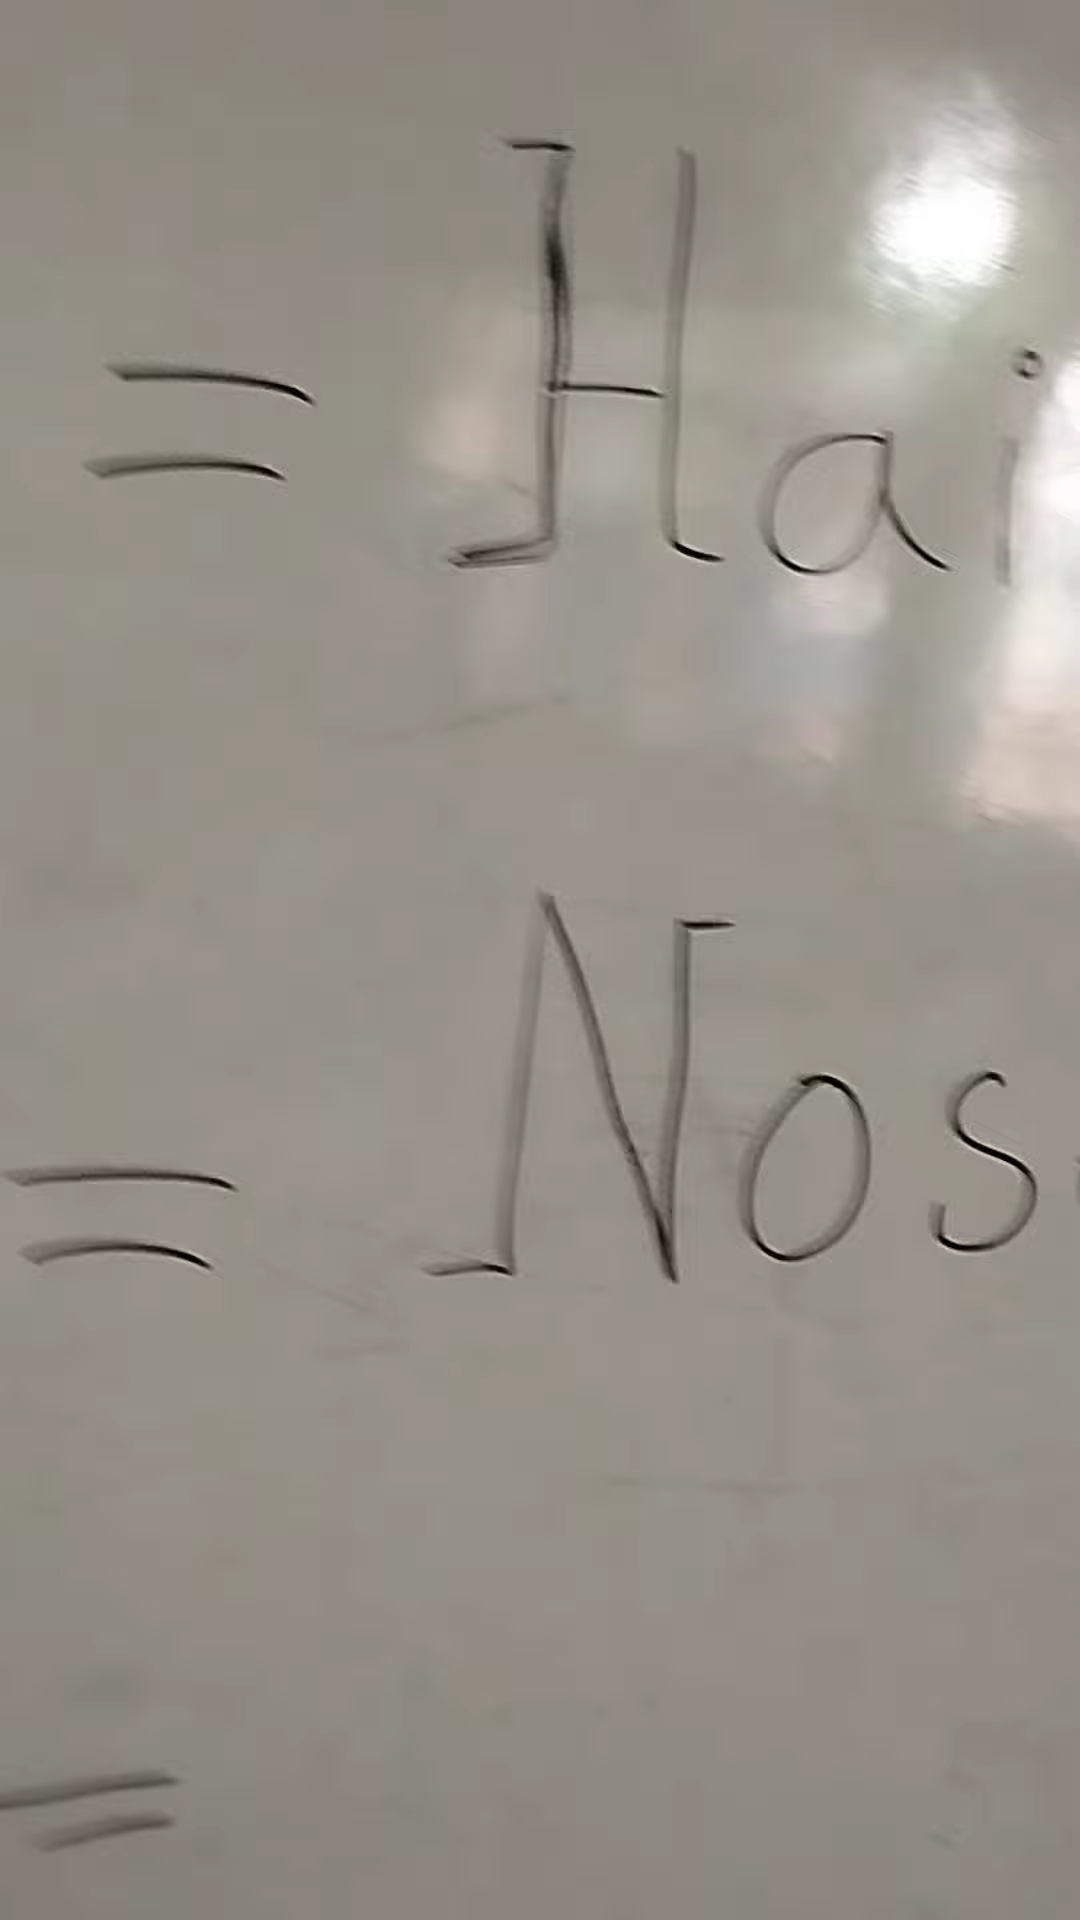 = Hai
= Nos
=